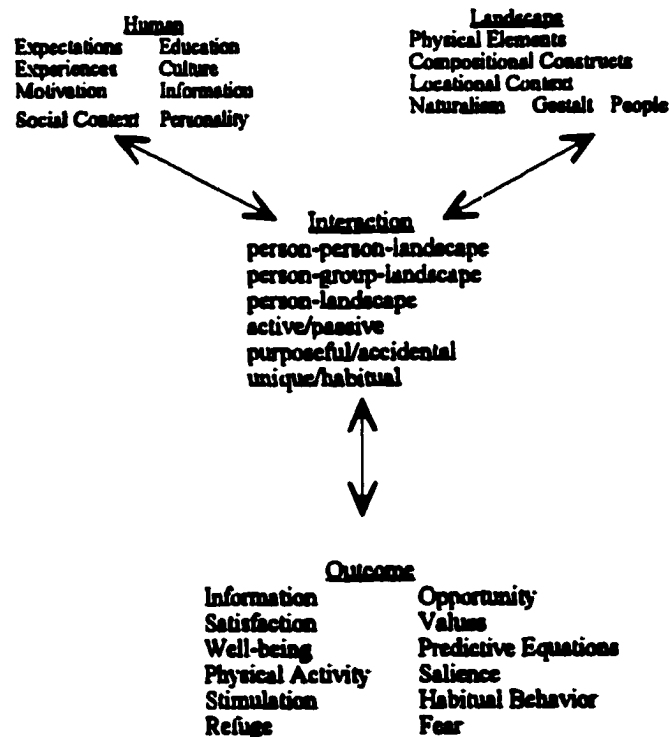 Human
Expectations Education
Experiences Culture
Motivation Information
Social Context Personality
Landscape
Physical Elements
Compositional Constructs
Locational Context
Naturalism Gestalt People
Interaction
person-person-landscape
person-group-landscape
person-landscape
active/passive
purposeful/accidental
unique/habitual
Outcome
Information Opportunity
Satisfaction Values
Well-being Predictive Equations
Physical Activity Salience
Stimulation Habitual Behavior
Refuge Fear